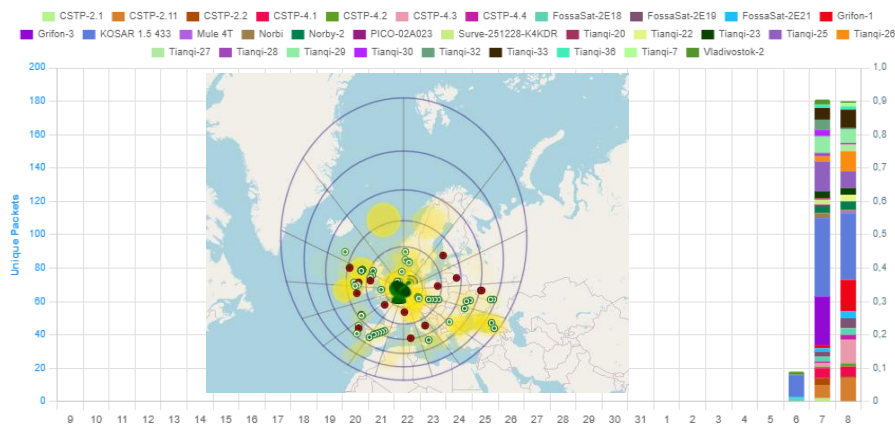 CSTP-2.1 CSTP-2.11 CSTP-2.2 CSTP-4.1 CSTP-4.2 CSTP-4.3 CSTP-4.4 FossaSat-2E18 FossaSat-2E19 FossaSat-2E21 Grifon-1
Grifon-3 KOSAR 1.5 433 Mule 4T Norbi Norby-2 PICO-02A023 Surve-251228-K4KDR Tianqi-20 Tianqi-22 Tianqi-23 Tianqi-25 Tianqi-26
Tianqi-27 Tianqi-28 Tianqi-29 Tianqi-30 Tianqi-32 Tianqi-33 Tianqi-36 Tianqi-7 Vladivostok-2
200 1,0
180 0,9
160 0,8
140 0,7
120 0,6
100 0,5
80 0,4
60 0,3
40 0,2
20 0,1
0 0
Unique Packets
9 10 11 12 13 14 15 16 17 18 19 20 21 22 23 24 25 26 27 28 29 30 31 1 2 3 4 5 6 7 8